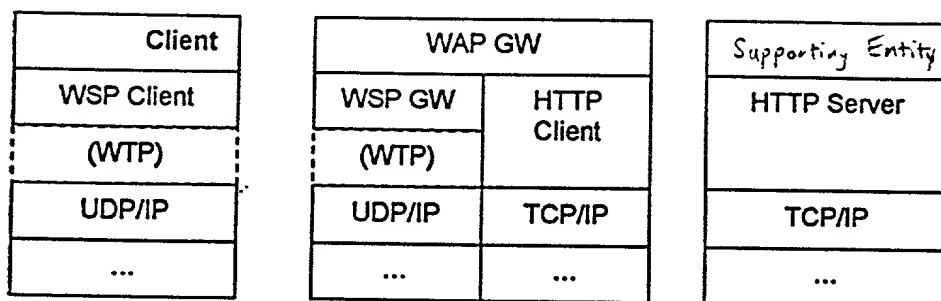 Client
WSP Client
(WTP)
UDP/IP
...
WAP GW
WSP GW
(WTP)
UDP/IP
...
HTTP
Client
TCP/IP
...
Supporting Entity
HTTP Server
TCP/IP
...